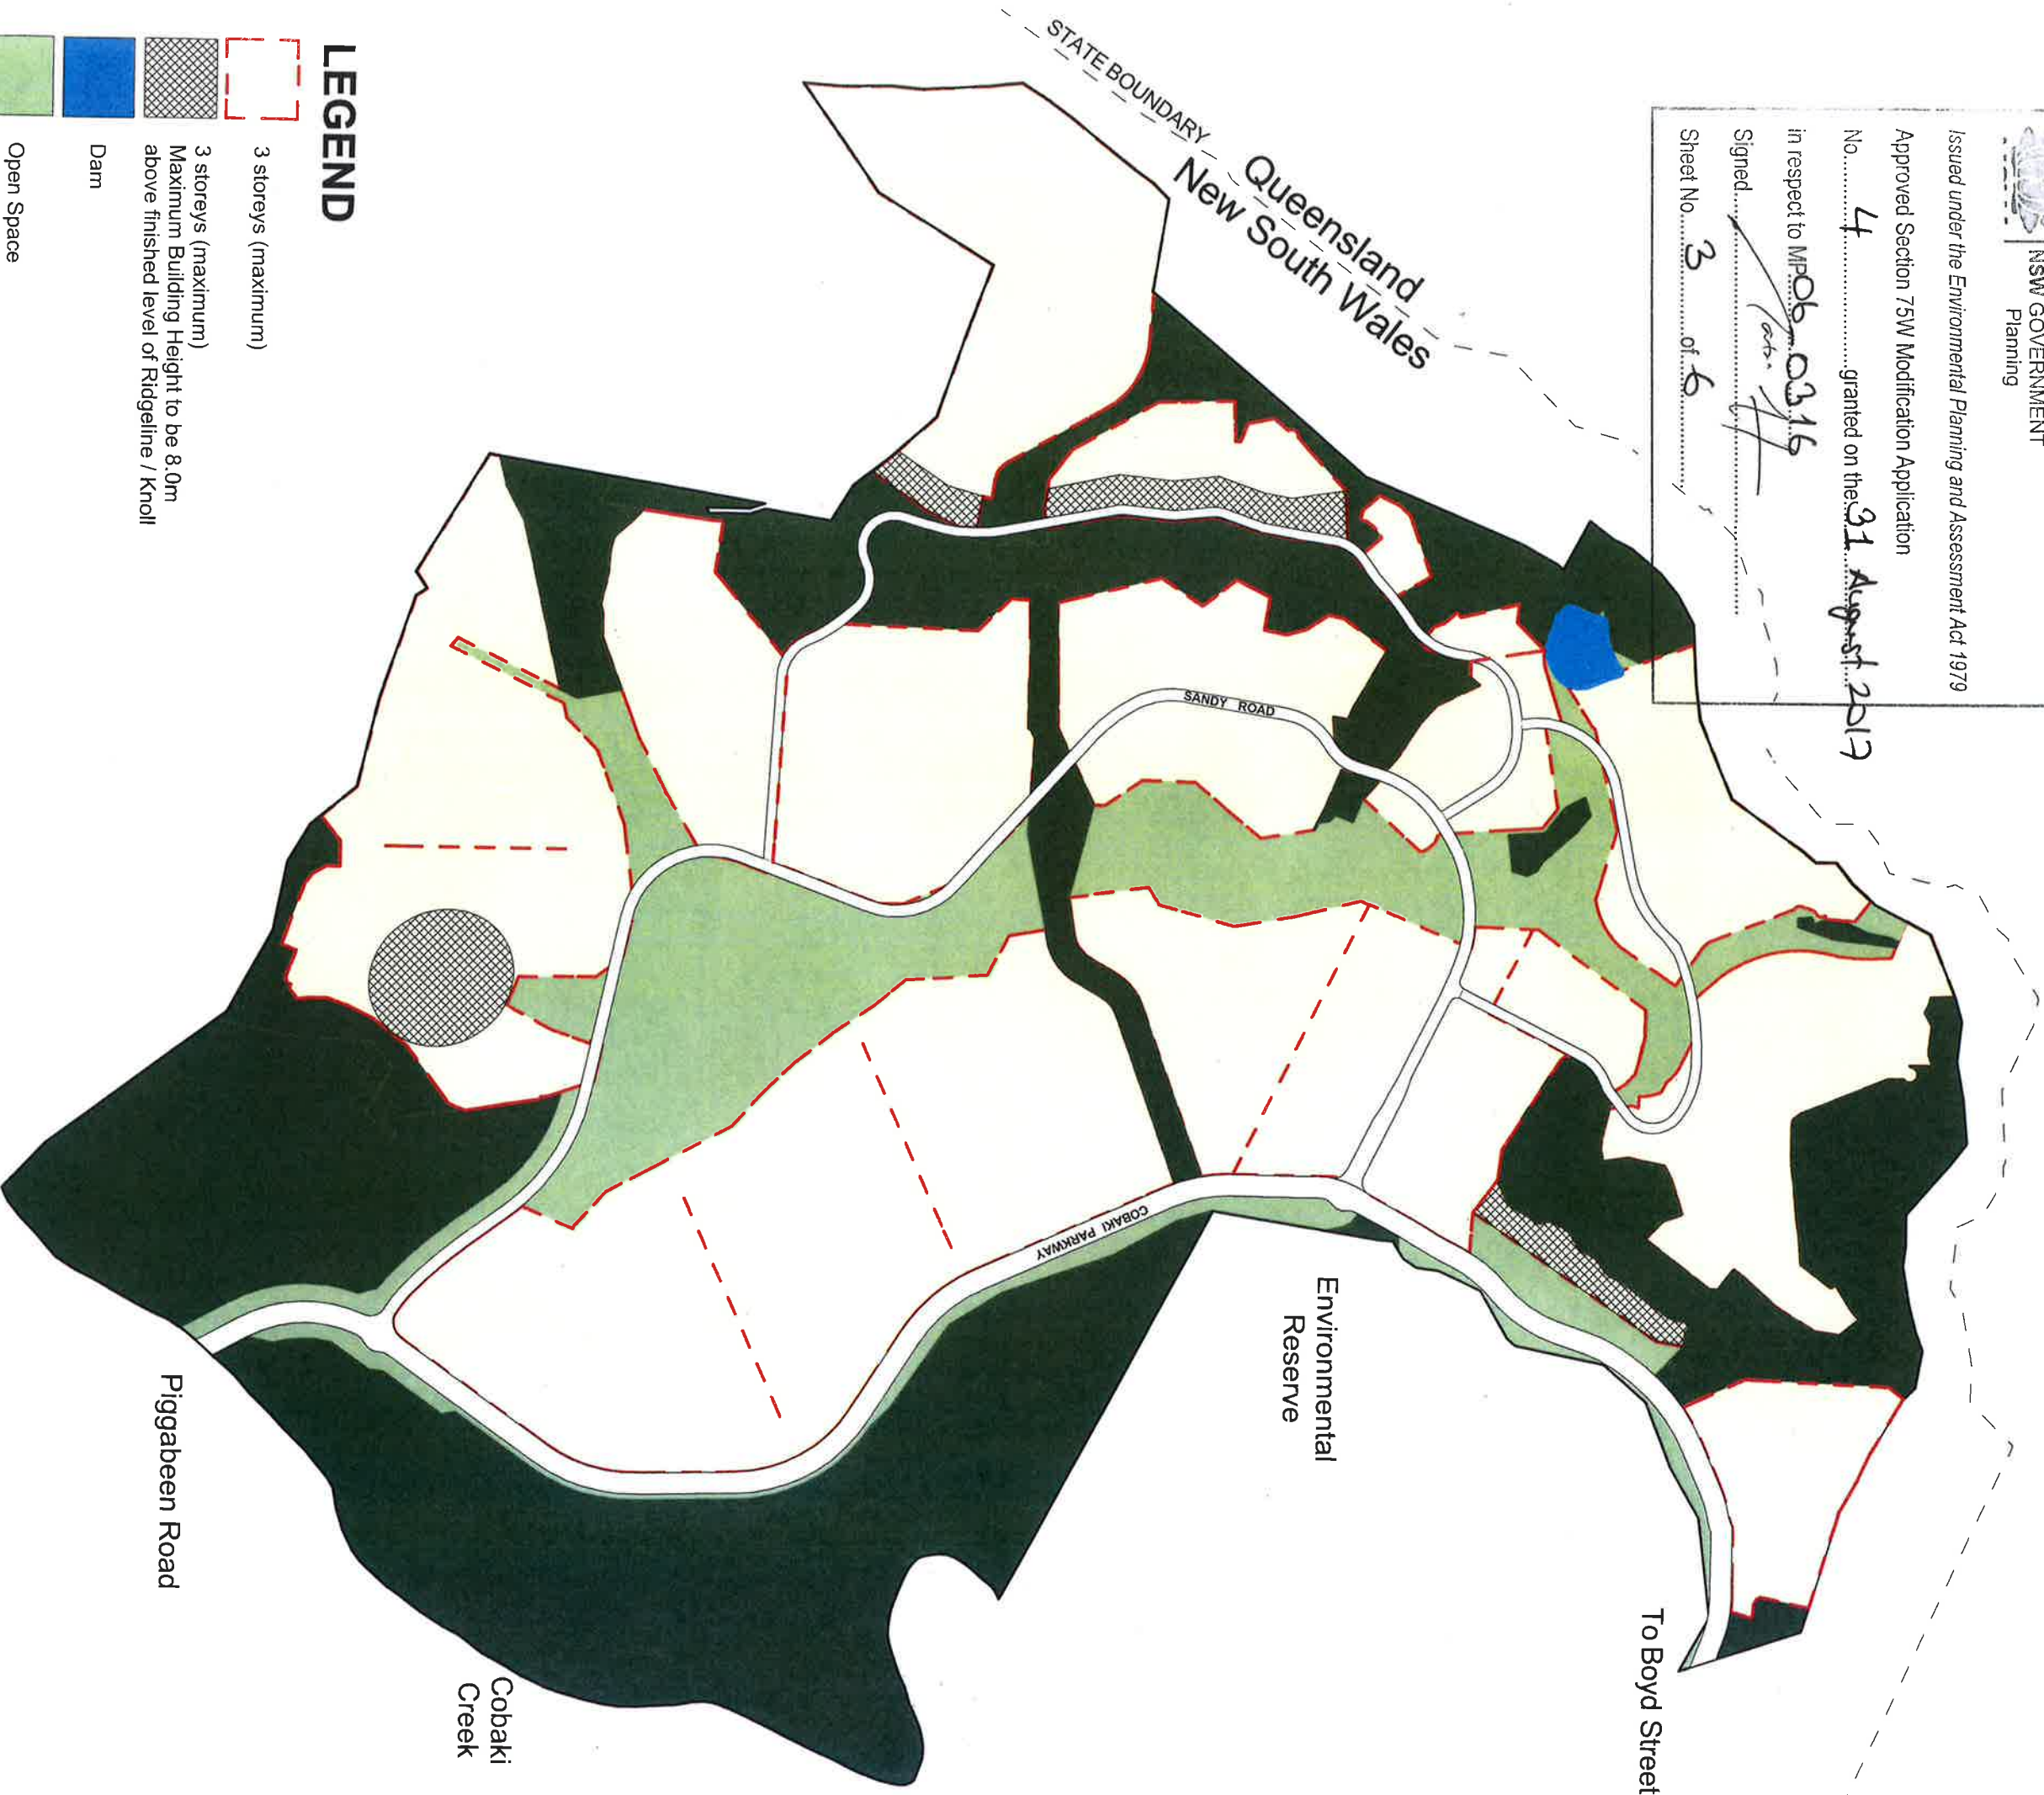 NSW GOVERNMENT
Planning
Issued under the Environmental Planning and Assessment Act 1979
Approved Section 75W Modification Application
No. 4 granted on the 31 August 2017
in respect to MP 06_0316
Signed
Sheet No. 3 of 6
STATE BOUNDARY
Queensland
New South Wales
SANDY ROAD
COBAKI PARKWAY
Environmental
Reserve
To Boyd Street
Piggabeen Road
Cobaki
Creek
LEGEND
3 storeys (maximum)
3 storeys (maximum)
Maximum Building Height to be 8.0m
above finished level of Ridgeline / Knoll
Dam
Open Space